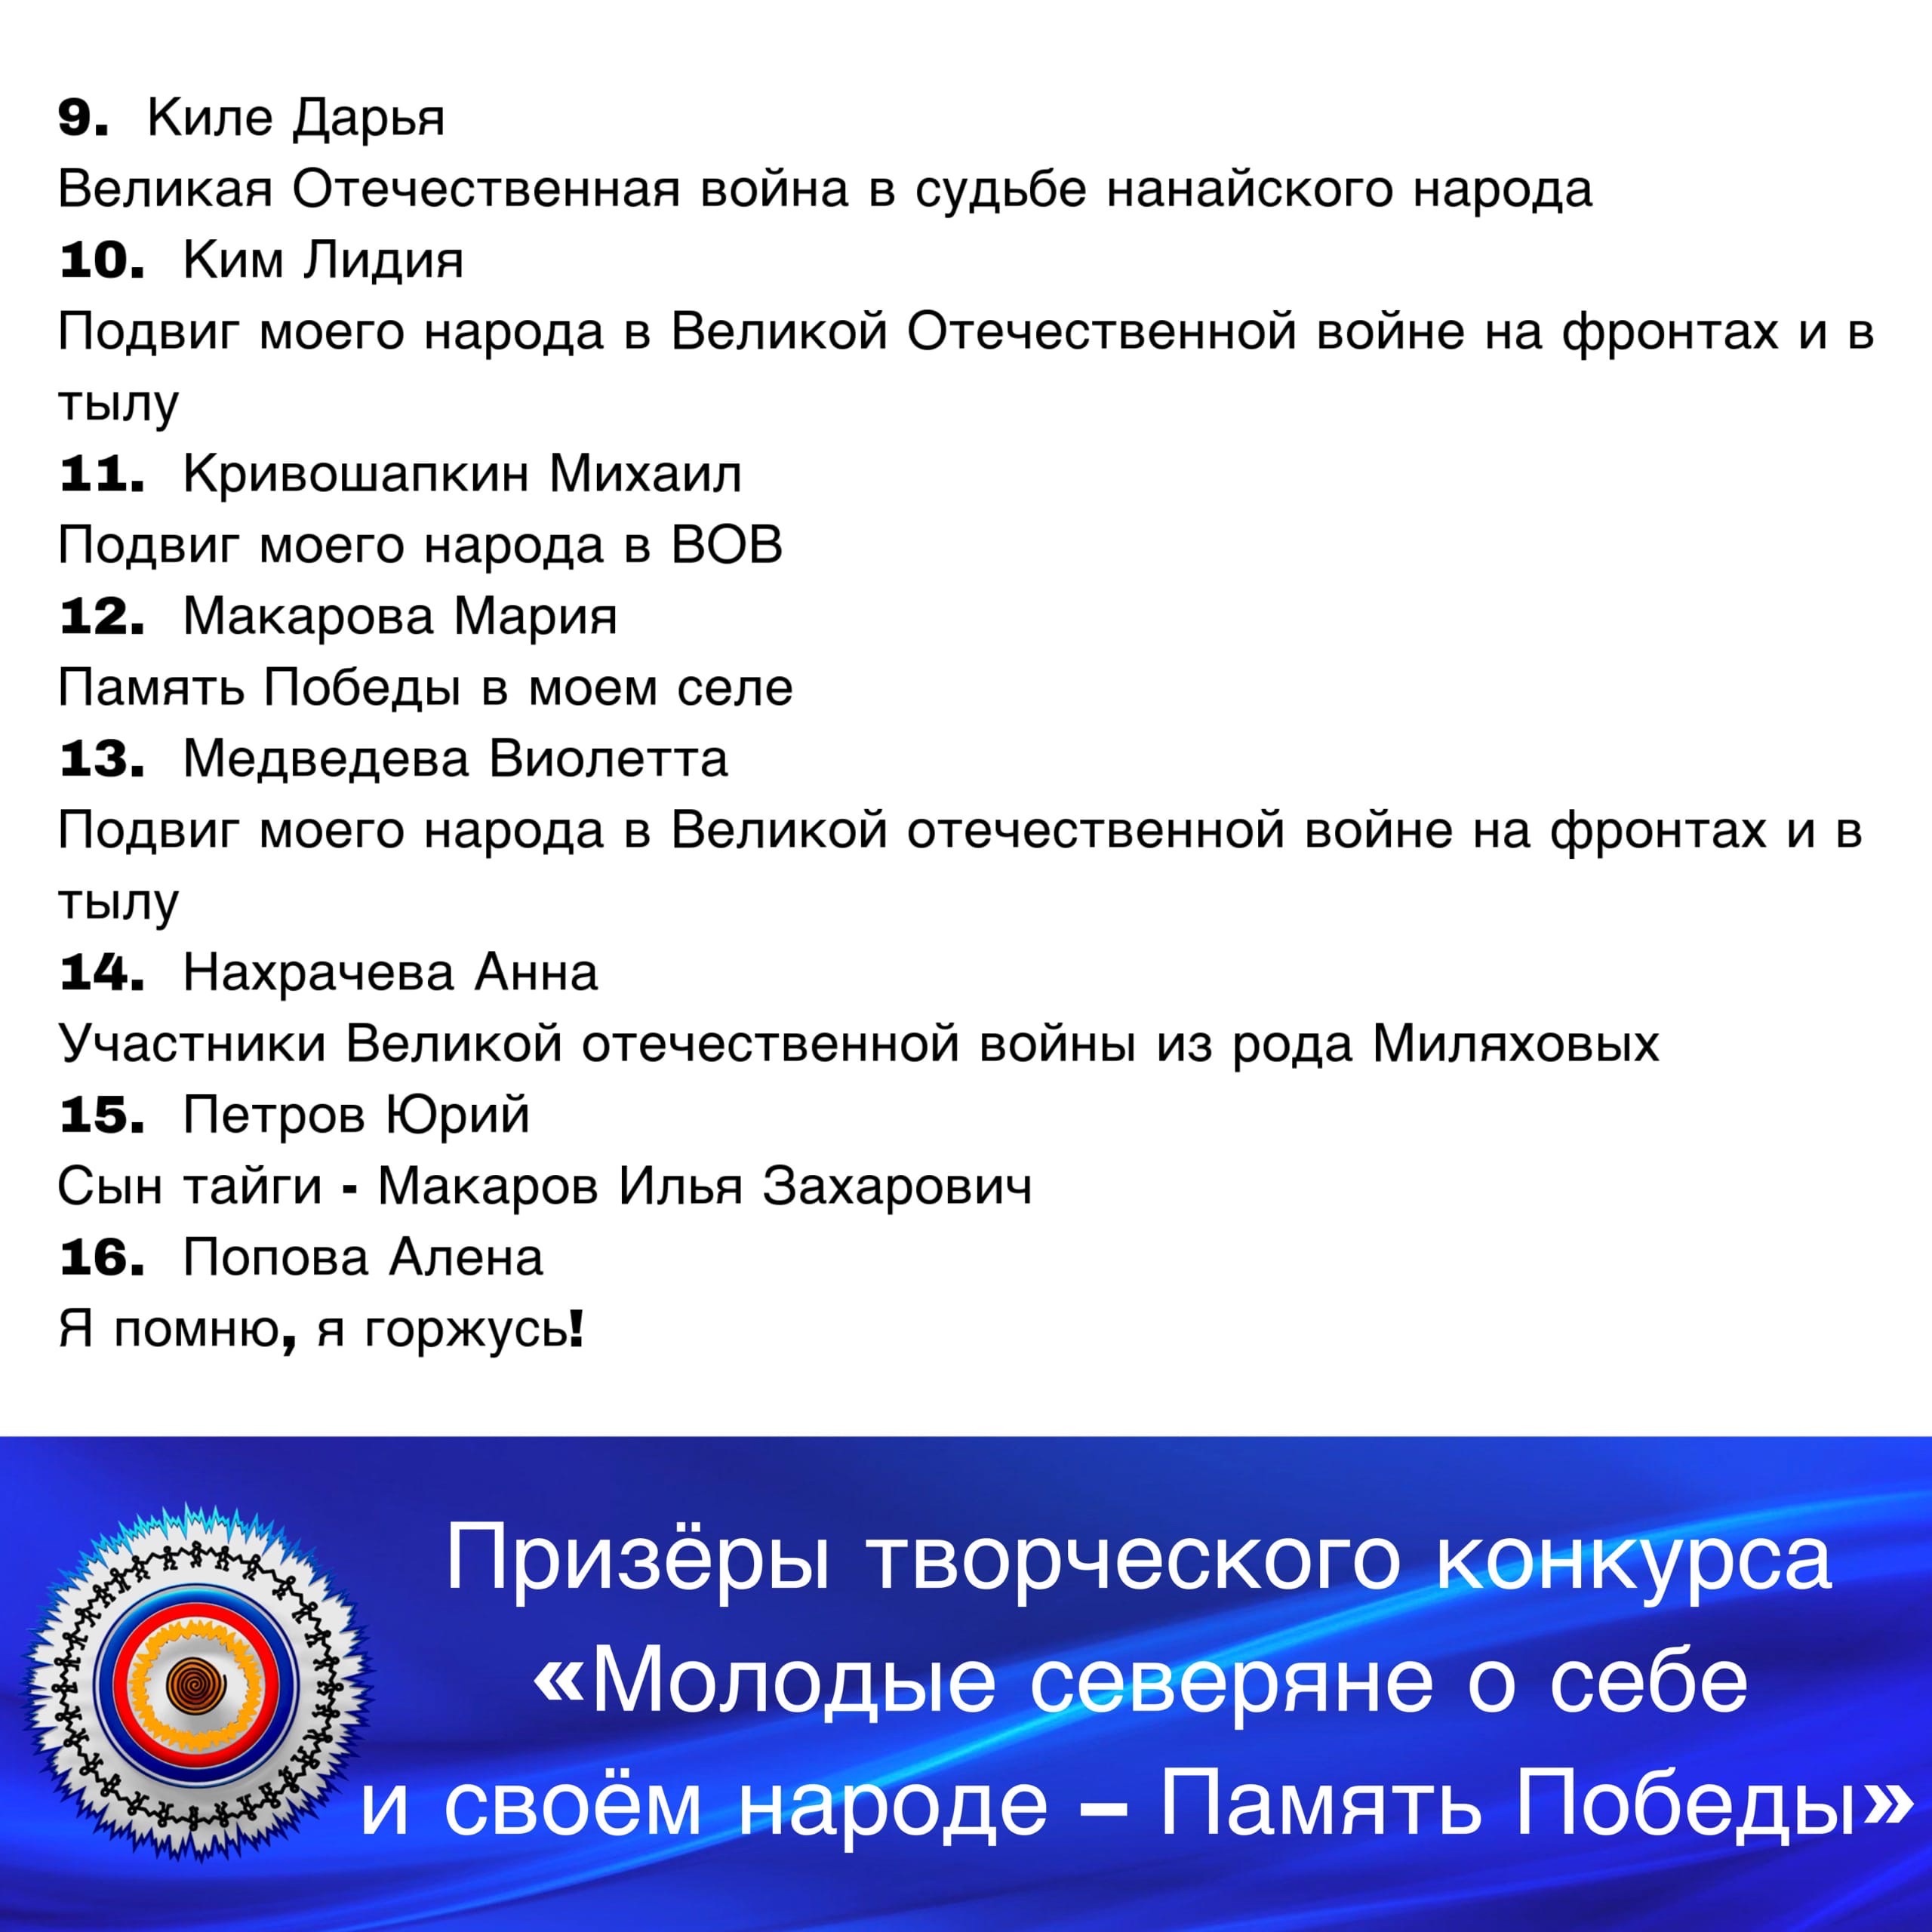 9. Киле Дарья
Великая Отечественная война в судьбе нанайского народа
10. Ким Лидия
Подвиг моего народа в Великой Отечественной войне на фронтах и в
тылу
11. Кривошапкин Михаил
Подвиг моего народа в ВОВ
12. Макарова Мария
Память Победы в моем селе
13. Медведева Виолетта
Подвиг моего народа в Великой отечественной войне на фронтах и в
тылу
14. Нахрачева Анна
Участники Великой отечественной войны из рода Миляховых
15. Петров Юрий
Сын тайги - Макаров Илья Захарович
16. Попова Алена
Я помню, я горжусь!
Призёры творческого конкурса
«Молодые северяне о себе
и своём народе – Память Победы»